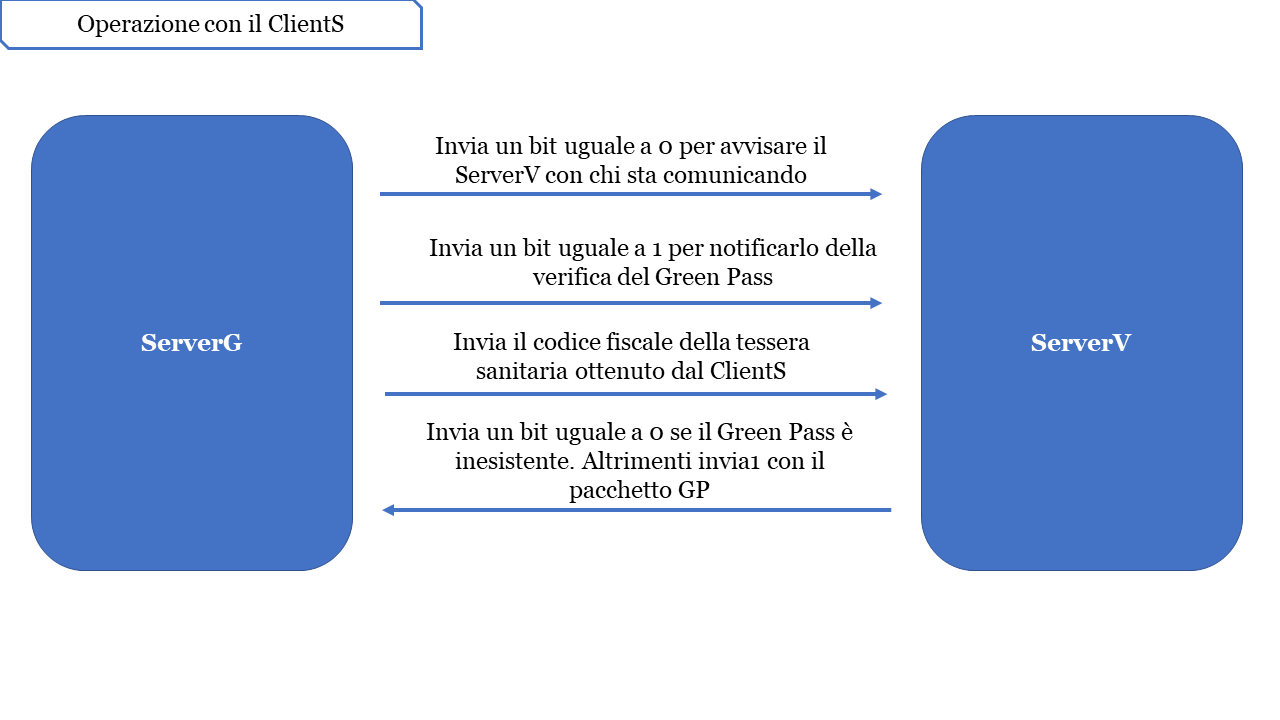 Operazione con il ClientS
Invia un bit uguale a 0 per avvisare il
ServerV con chi sta comunicando
Invia un bit uguale a 1 per notificarlo della
verifica del Green Pass
ServerG
ServerV
Invia il codice fiscale della tessera
sanitaria ottenuto dal ClientS
Invia un bit uguale a 0 se il Green Pass è
inesistente. Altrimenti invia1 con il
pacchetto GP